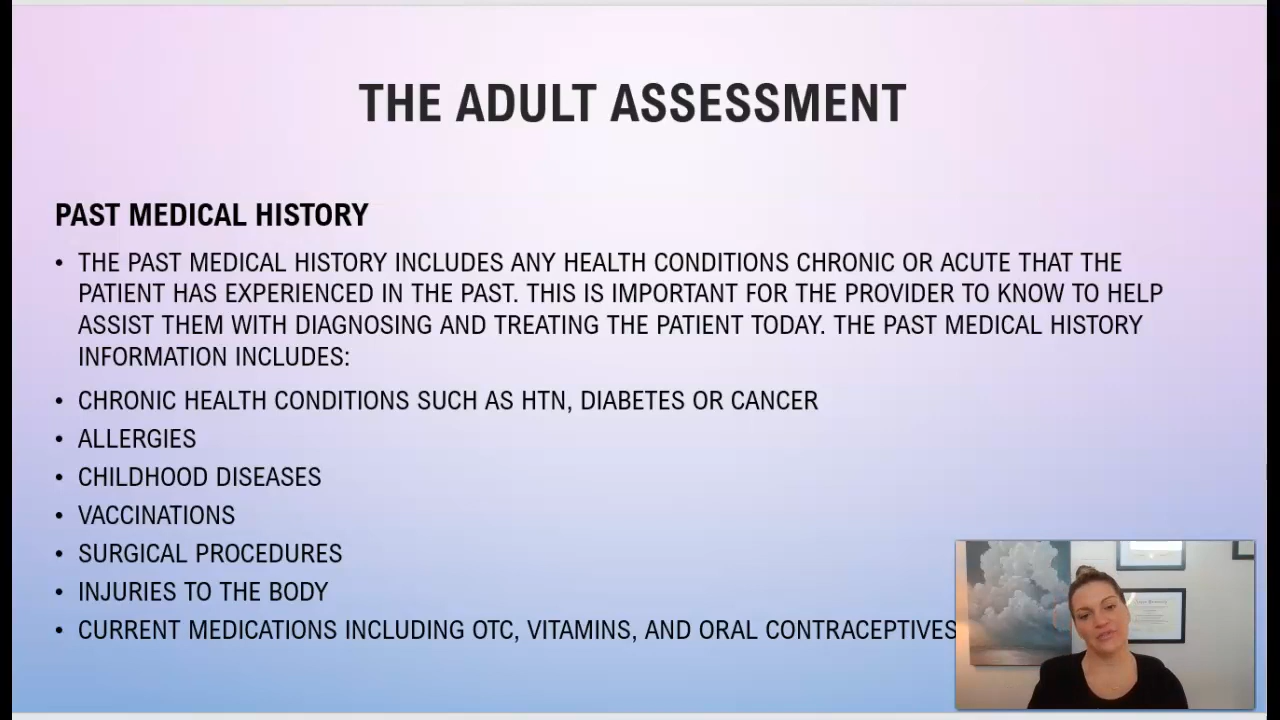 THE ADULT ASSESSMENT
PAST MEDICAL HISTORY
• THE PAST MEDICAL HISTORY INCLUDES ANY HEALTH CONDITIONS CHRONIC OR ACUTE THAT THE
PATIENT HAS EXPERIENCED IN THE PAST. THIS IS IMPORTANT FOR THE PROVIDER TO KNOW TO HELP
ASSIST THEM WITH DIAGNOSING AND TREATING THE PATIENT TODAY. THE PAST MEDICAL HISTORY
INFORMATION INCLUDES:
• CHRONIC HEALTH CONDITIONS SUCH AS HTN, DIABETES OR CANCER
• ALLERGIES
• CHILDHOOD DISEASES
• VACCINATIONS
• SURGICAL PROCEDURES
• INJURIES TO THE BODY
• CURRENT MEDICATIONS INCLUDING OTC, VITAMINS, AND ORAL CONTRACEPTIVES